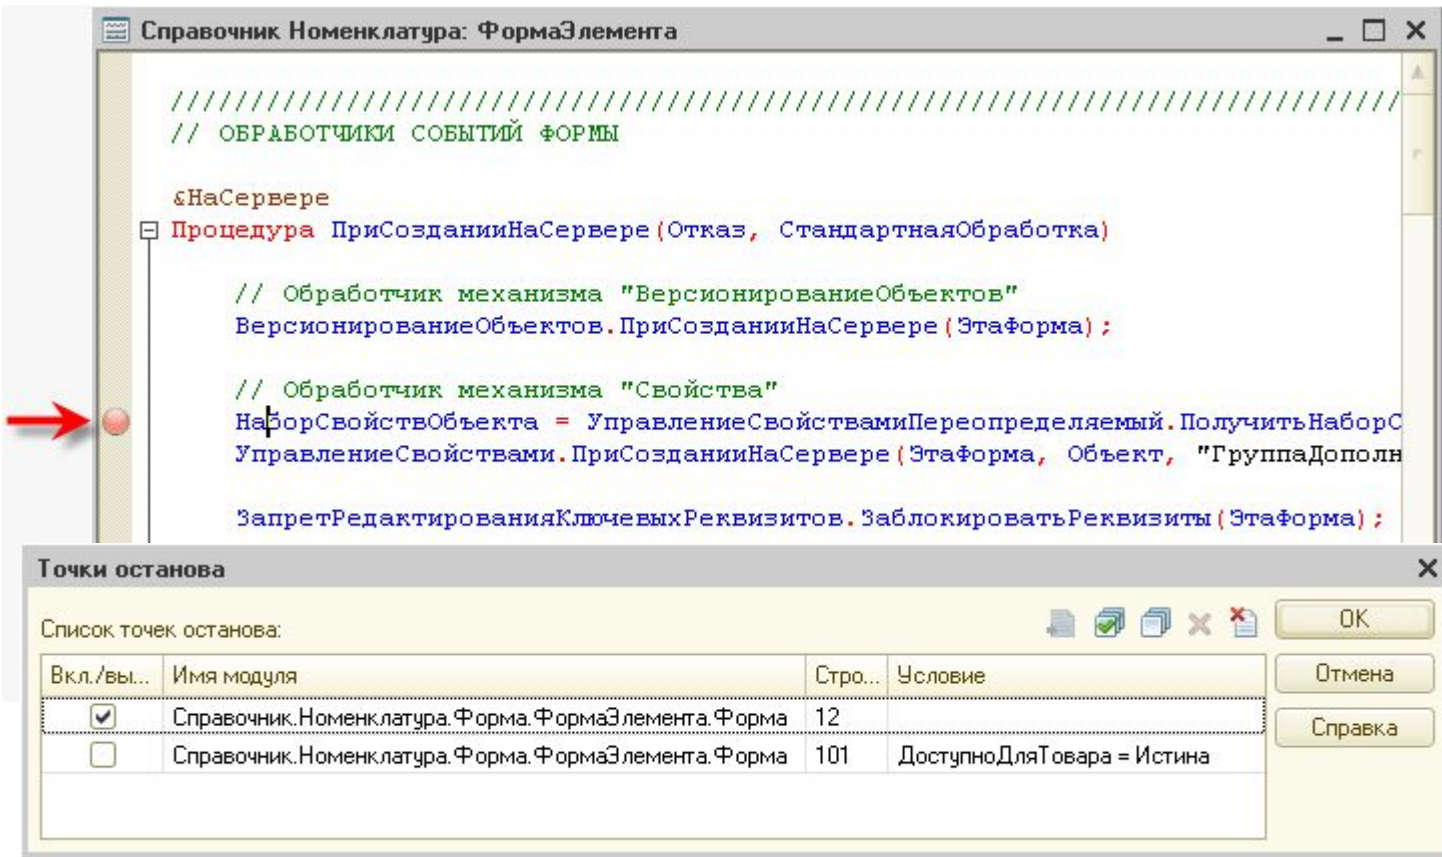 Справочник Номенклатура: ФормаЭлемента
//////////////////////////////////////////////////////////////////////////////
// ОБРАБОТЧИКИ СОБЫТИЙ ФОРМЫ
&НаСервере
Процедура ПриСозданииНаСервере(Отказ, СтандартнаяОбработка)
// Обработчик механизма "ВерсионированиеОбъектов"
ВерсионированиеОбъектов.ПриСозданииНаСервере(ЭтаФорма);
// Обработчик механизма "Свойства"
НаборСвойствОбъекта = УправлениеСвойствамиПереопределяемый.ПолучитьНаборС
УправлениеСвойствами.ПриСозданииНаСервере(ЭтаФорма, Объект, "ГруппаДополн
ЗапретРедактированияКлючевыхРеквизитов.ЗаблокироватьРеквизиты(ЭтаФорма);
Точки останова
Список точек останова:
OK
Вкл./вы... Имя модуля Стро... Условие
Отмена
Справочник.Номенклатура.Форма.ФормаЭлемента.Форма 12
Справка
Справочник.Номенклатура.Форма.ФормаЭлемента.Форма 101 ДоступноДляТовара = Истина